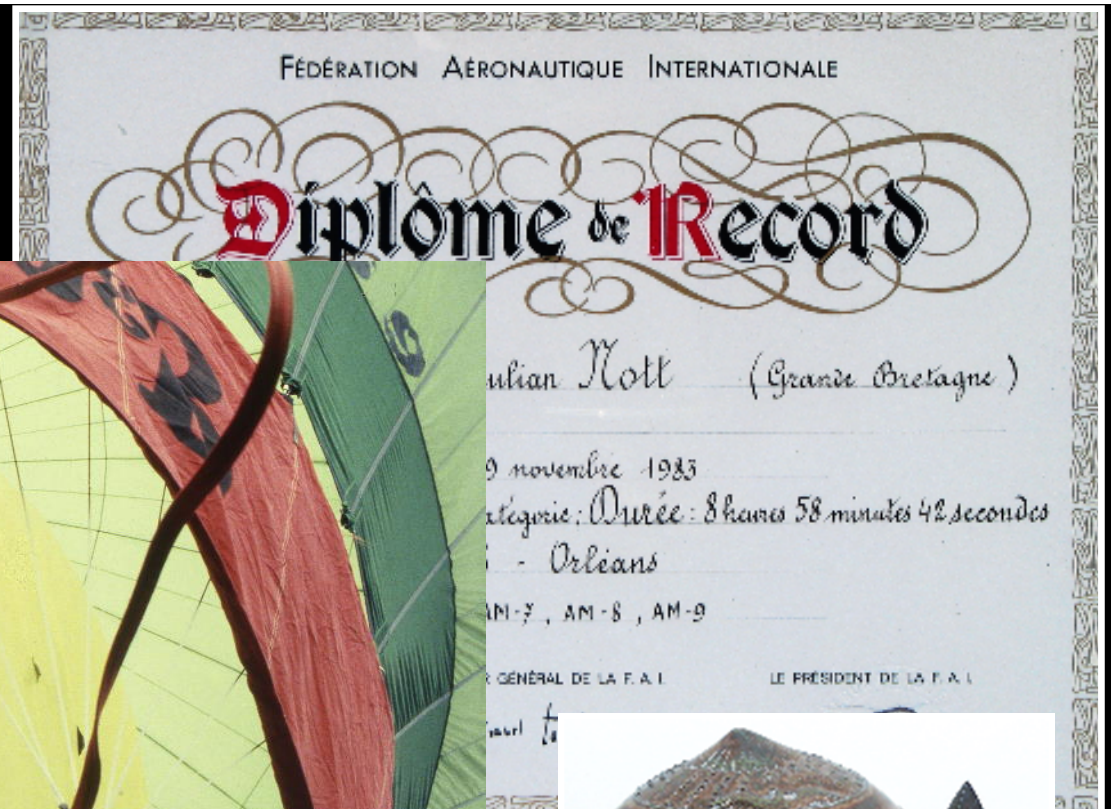 FÉDÉRATION AÉRONAUTIQUE INTERNATIONALE
Diplôme de Record
ulian Nott (Grande Bretagne)
9 novembre 1983
atégorie: Durée: 8 heures 58 minutes 42 secondes
- Orléans
AM-7, AM-8, AM-9
GÉNÉRAL DE LA F.A.I. LE PRÉSIDENT DE LA F.A.I.